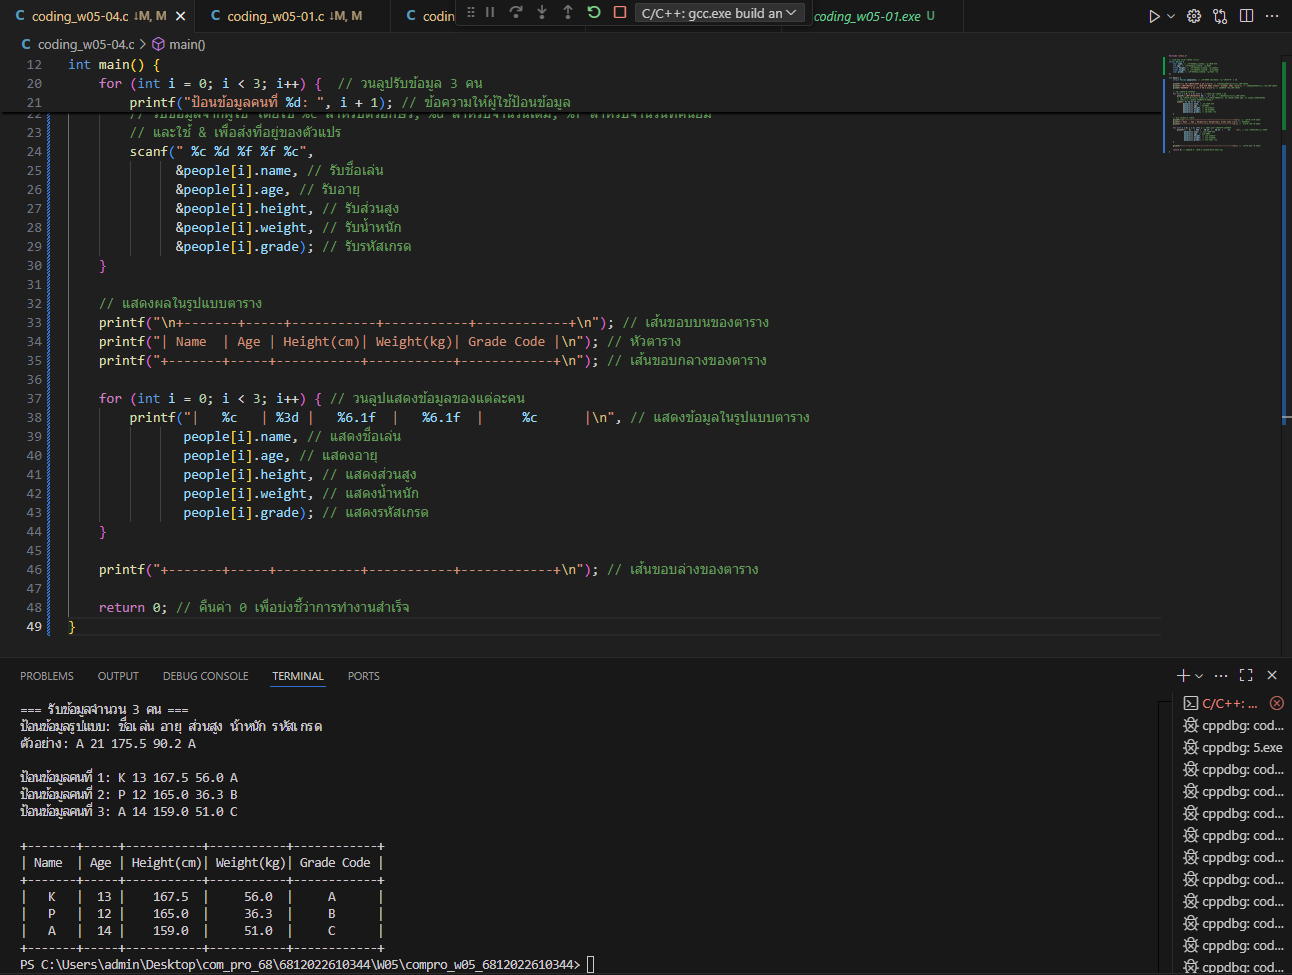 coding_w05-04.c ↓M, M
coding_w05-01.c ↓M, M
C/C++: gcc.exe build an
coding_w05-01.exe U
coding_w05-04.c > main()
12 int main() {
20 for (int i = 0; i < 3; i++) { // วนลูปรับข้อมูล 3 คน
21 printf("ป้อนข้อมูลคนที่ %d: ", i + 1); // ข้อความให้ผู้ใช้ป้อนข้อมูล
23 // และใช้ & เพื่อส่งที่อยู่ของตัวแปร
24 scanf(" %c %d %f %f %c",
25 &people[i].name, // รับชื่อเล่น
26 &people[i].age, // รับอายุ
27 &people[i].height, // รับส่วนสูง
28 &people[i].weight, // รับน้ำหนัก
29 &people[i].grade); // รับรหัสเกรด
30 }
31
32 // แสดงผลในรูปแบบตาราง
33 printf("\n+-------+-----+-----------+-----------+------------+\n"); // เส้นขอบบนของตาราง
34 printf("| Name  | Age | Height(cm)| Weight(kg)| Grade Code |\n"); // หัวตาราง
35 printf("+-------+-----+-----------+-----------+------------+\n"); // เส้นขอบกลางของตาราง
36
37 for (int i = 0; i < 3; i++) { // วนลูปแสดงข้อมูลของแต่ละคน
38 printf("|   %c   | %3d |   %6.1f  |   %6.1f  |     %c      |\n", // แสดงข้อมูลในรูปแบบตาราง
39 people[i].name, // แสดงชื่อเล่น
40 people[i].age, // แสดงอายุ
41 people[i].height, // แสดงส่วนสูง
42 people[i].weight, // แสดงน้ำหนัก
43 people[i].grade); // แสดงรหัสเกรด
44 }
45
46 printf("+-------+-----+-----------+-----------+------------+\n"); // เส้นขอบล่างของตาราง
47
48 return 0; // คืนค่า 0 เพื่อบ่งชี้ว่าการทำงานสำเร็จ
49 }
PROBLEMS OUTPUT DEBUG CONSOLE TERMINAL PORTS
=== รับข้อมูลจำนวน 3 คน ===
ป้อนข้อมูลรูปแบบ: ชื่อเล่น อายุ ส่วนสูง น้ำหนัก รหัสเกรด
ตัวอย่าง: A 21 175.5 90.2 A
ป้อนข้อมูลคนที่ 1: K 13 167.5 56.0 A
ป้อนข้อมูลคนที่ 2: P 12 165.0 36.3 B
ป้อนข้อมูลคนที่ 3: A 14 159.0 51.0 C
+-------+-----+-----------+-----------+------------+
| Name  | Age | Height(cm)| Weight(kg)| Grade Code |
+-------+-----+-----------+-----------+------------+
|   K   |  13 |    167.5  |     56.0  |     A      |
|   P   |  12 |    165.0  |     36.3  |     B      |
|   A   |  14 |    159.0  |     51.0  |     C      |
+-------+-----+-----------+-----------+------------+
PS C:\Users\admin\Desktop\com_pro_68\6812022610344\W05\compro_w05_6812022610344>
C/C++: ...
cppdbg: cod...
cppdbg: 5.exe
cppdbg: cod...
cppdbg: cod...
cppdbg: cod...
cppdbg: cod...
cppdbg: cod...
cppdbg: cod...
cppdbg: cod...
cppdbg: cod...
cppdbg: cod...
cppdbg: cod...